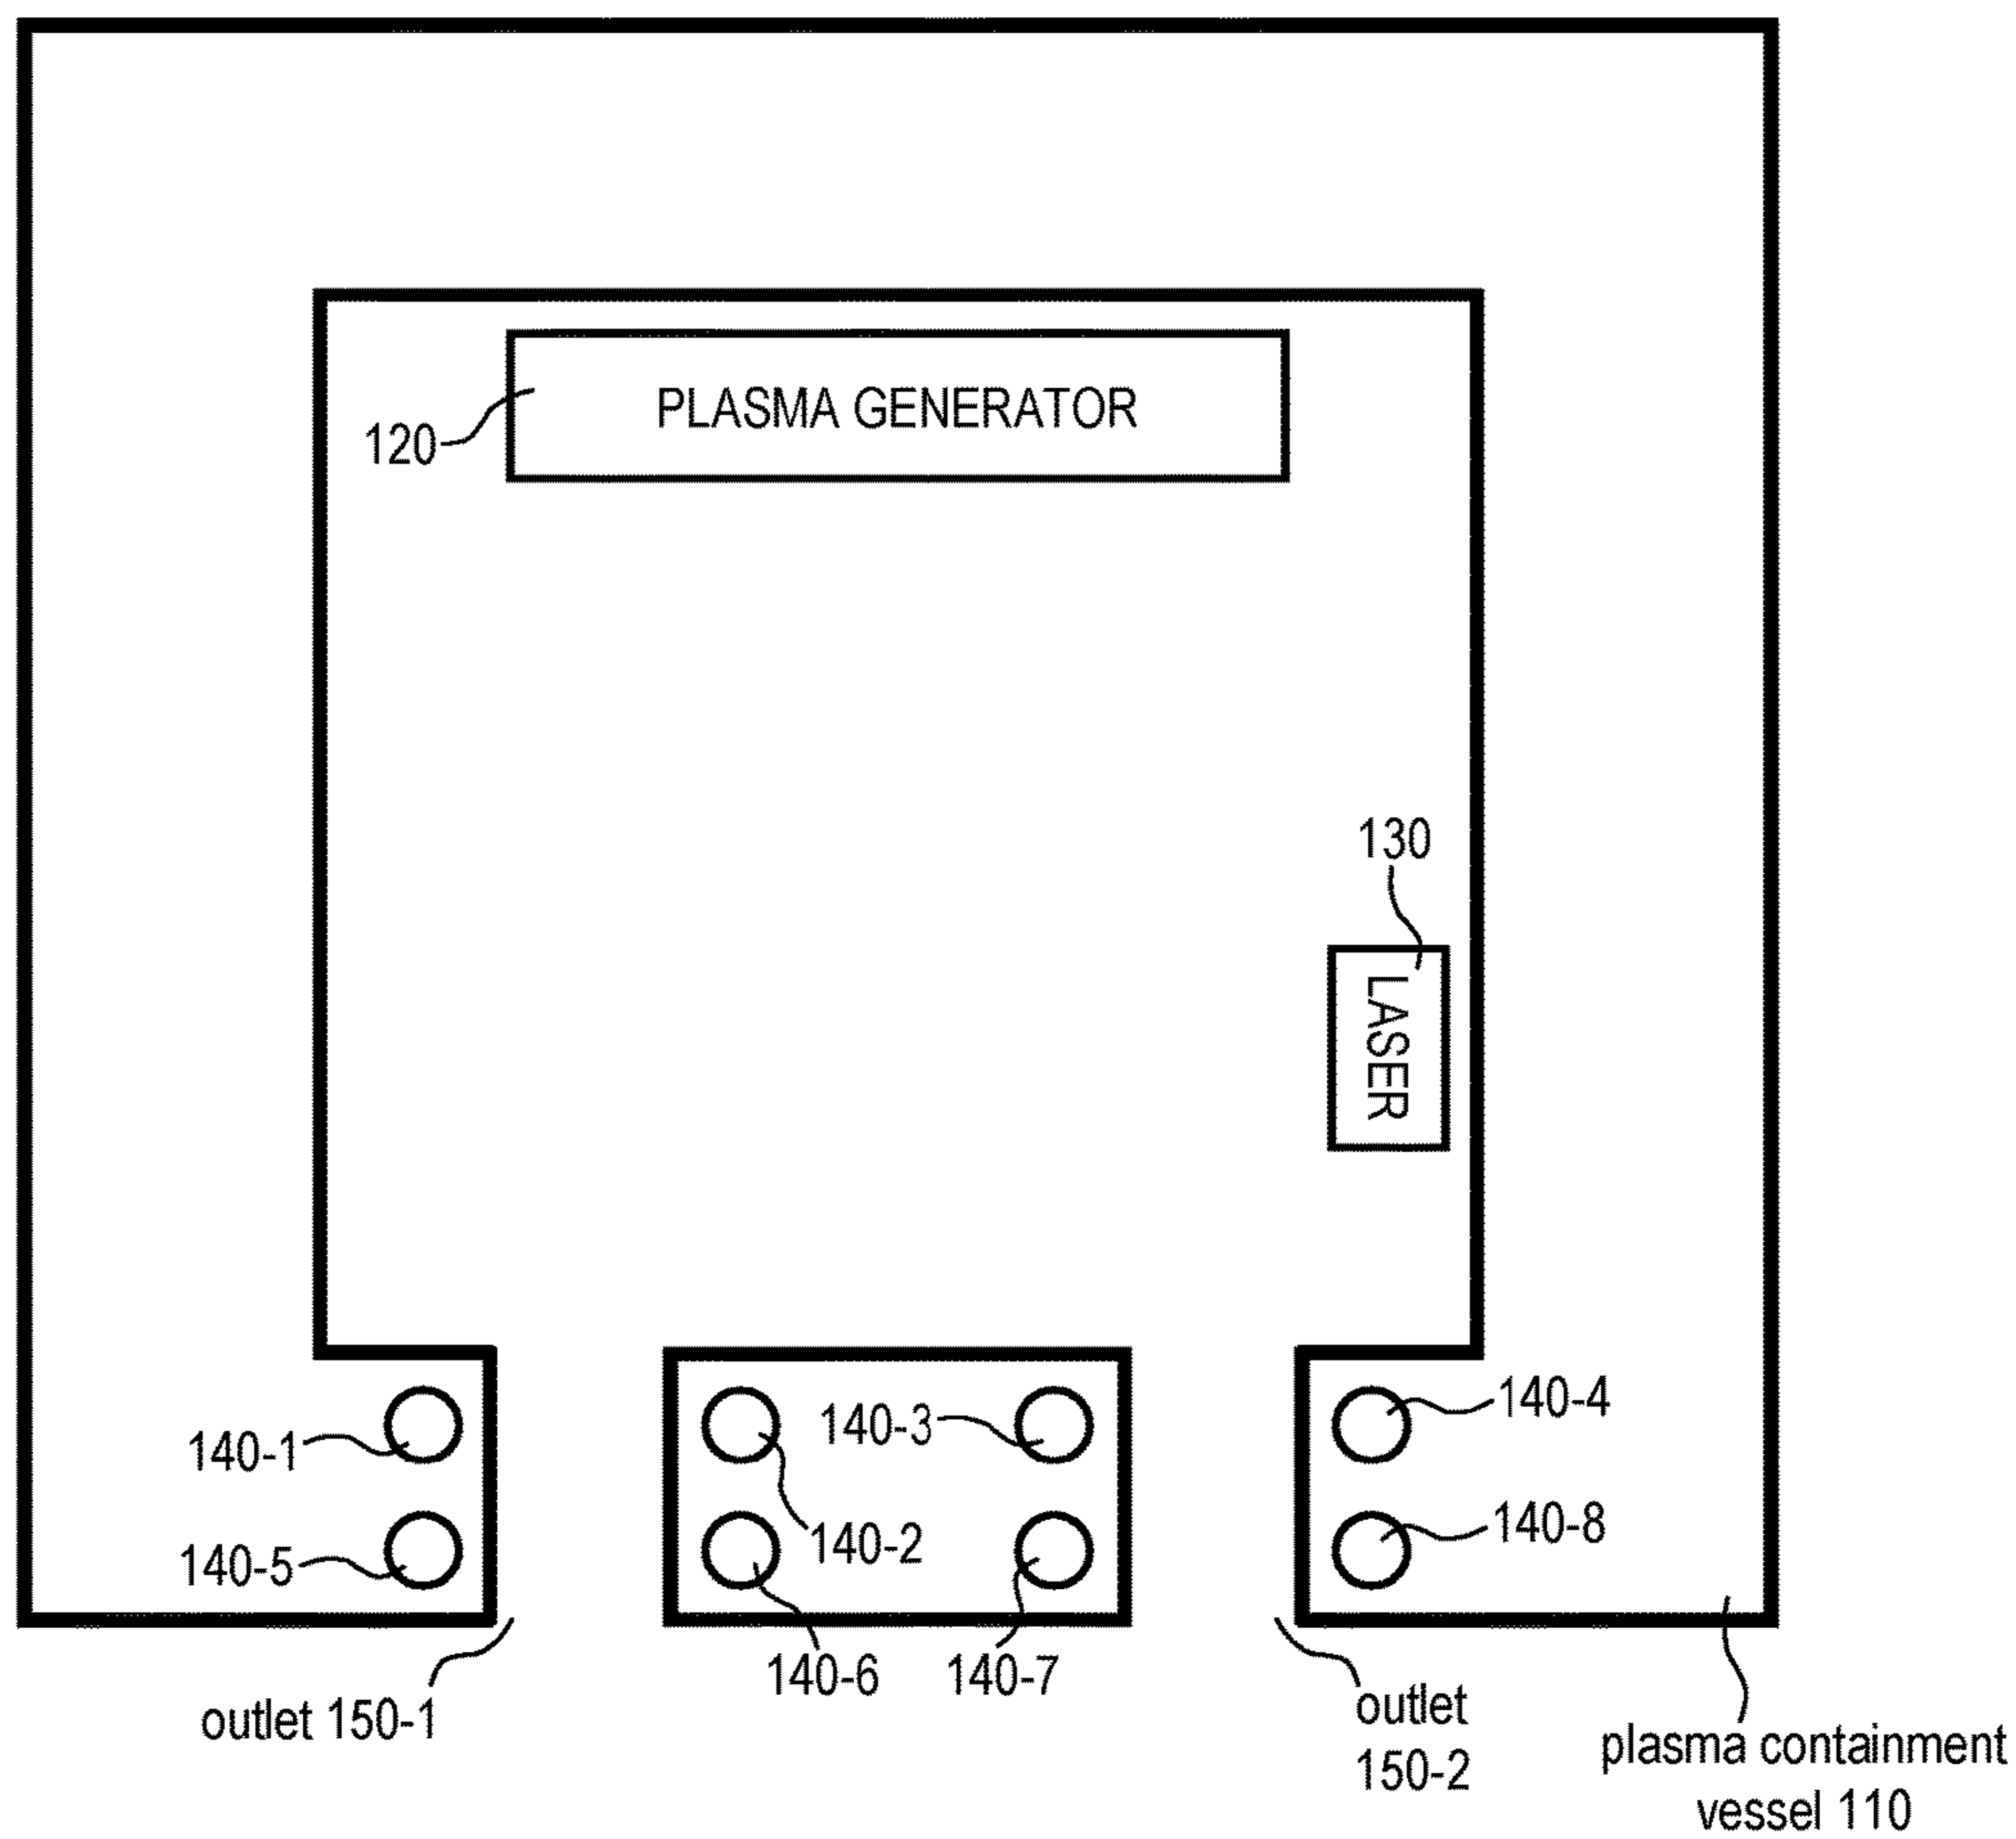 PLASMA GENERATOR
120
130
LASER
140-4
140-3
140-1
140-8
140-2
140-5
140-6
140-7
outlet 150-1
outlet
150-2
plasma containment
vessel 110